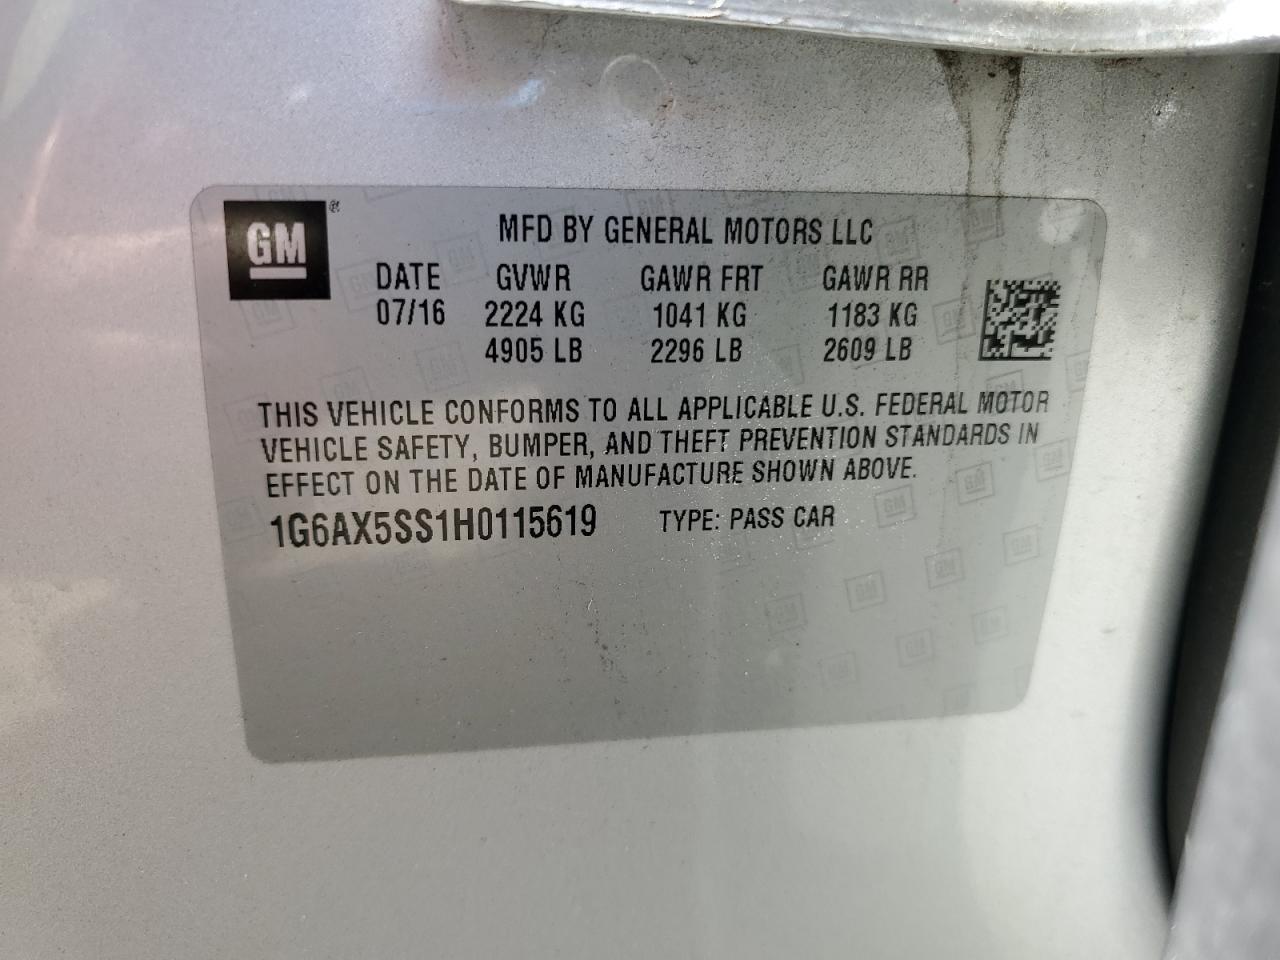 GM ®
MFD BY GENERAL MOTORS LLC
DATE GVWR GAWR FRT GAWR RR
07/16 2224 KG 1041 KG 1183 KG
4905 LB 2296 LB 2609 LB
THIS VEHICLE CONFORMS TO ALL APPLICABLE U.S. FEDERAL MOTOR
VEHICLE SAFETY, BUMPER, AND THEFT PREVENTION STANDARDS IN
EFFECT ON THE DATE OF MANUFACTURE SHOWN ABOVE.
1G6AX5SS1H0115619 TYPE: PASS CAR